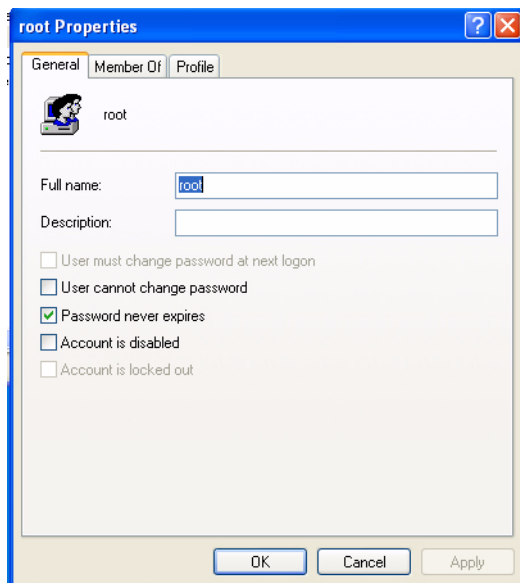 root Properties
General Member Of Profile
root
Full name: root
Description:
User must change password at next logon
User cannot change password
Password never expires
Account is disabled
Account is locked out
OK Cancel Apply